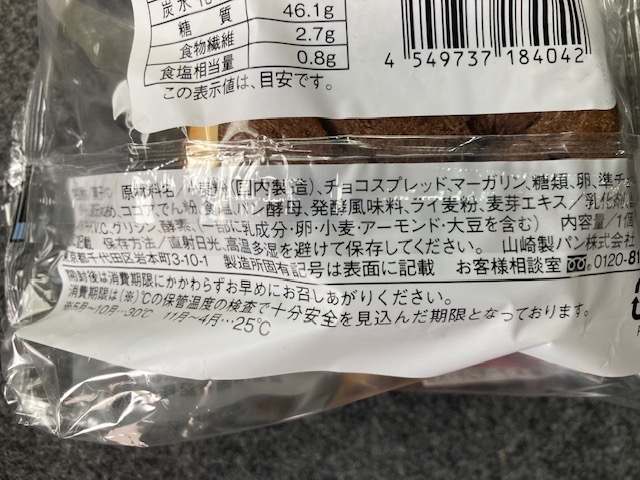 炭水化
46.1g
糖質
2.7g
食物繊維
0.8g
食塩相当量
この表示値は、目安です。
4 549737 184042
原材料名 (国内製造)、チョコスプレッド、マーガリン、糖類、卵、準チョ
ココア、でん粉、食塩、パン酵母、発酵風味料、ライ麦粉、麦芽エキス/乳化剤、
V.C、グリシン、酵素、(一部に乳成分・卵・小麦・アーモンド・大豆を含む) 内容量/1個
記載 保存方法/直射日光、高温多湿を避けて保存してください。 山崎製パン株式会社
東京都千代田区岩本町3-10-1 製造所固有記号は表面に記載 お客様相談室 0120-81
開封後は消費期限にかかわらずお早めにお召しあがりください。
消費期限は(※)℃の保管温度の検査で十分安全を見込んだ期限となっております。
※5月〜10月…30℃ 11月〜4月…25℃